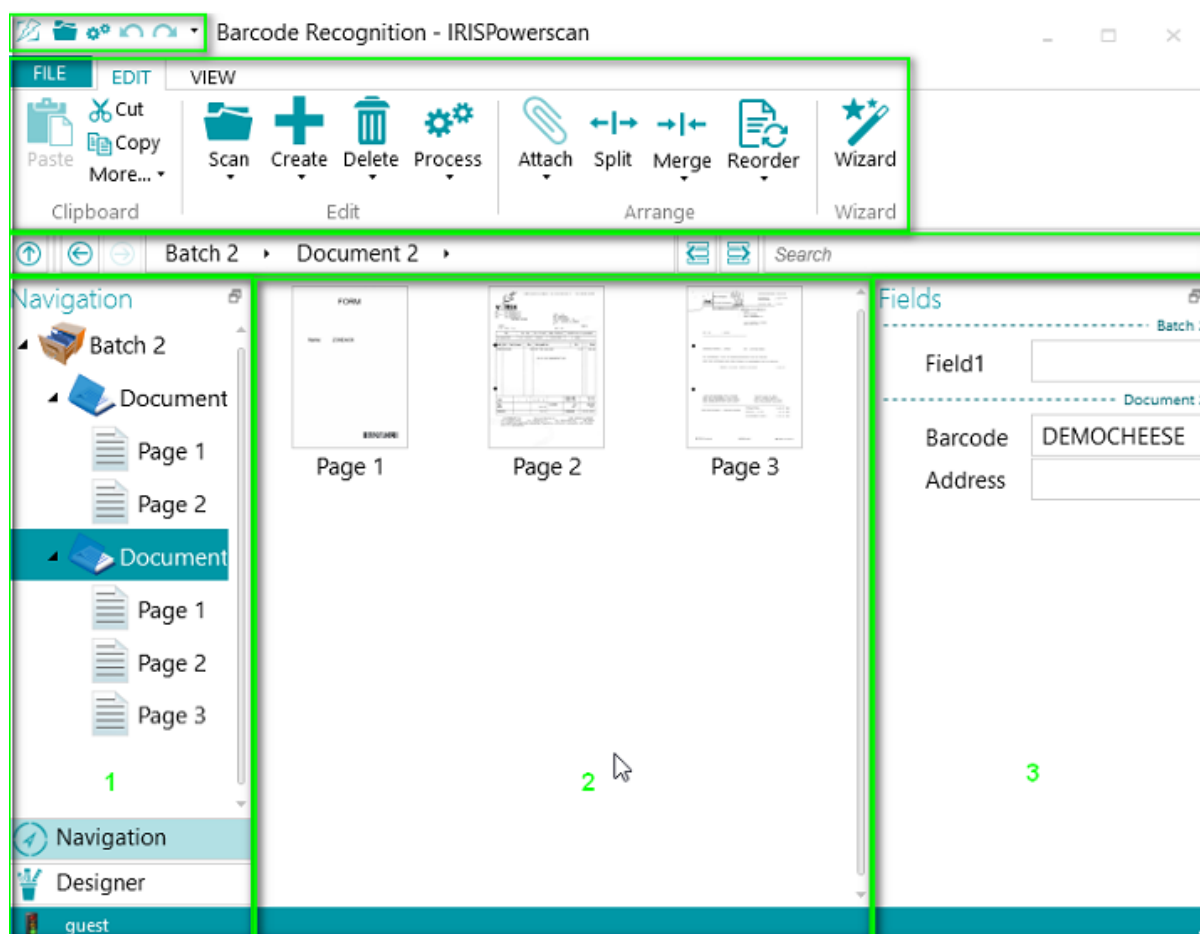 Barcode Recognition - IRISPowerscan
FILE EDIT VIEW
Paste
Cut
Copy
More...
Clipboard
Scan Create Delete Process
Edit
Attach Split Merge Reorder
Arrange
Wizard
Wizard
Batch 2 Document 2
Search
Navigation
Batch 2
Document
Page 1
Page 2
Document
Page 1
Page 2
Page 3
1
Navigation
Designer
guest
FORM
Page 1
Page 2
Page 3
2
Fields
Batch
Field1
Document
Barcode DEMOCHEESE
Address
3